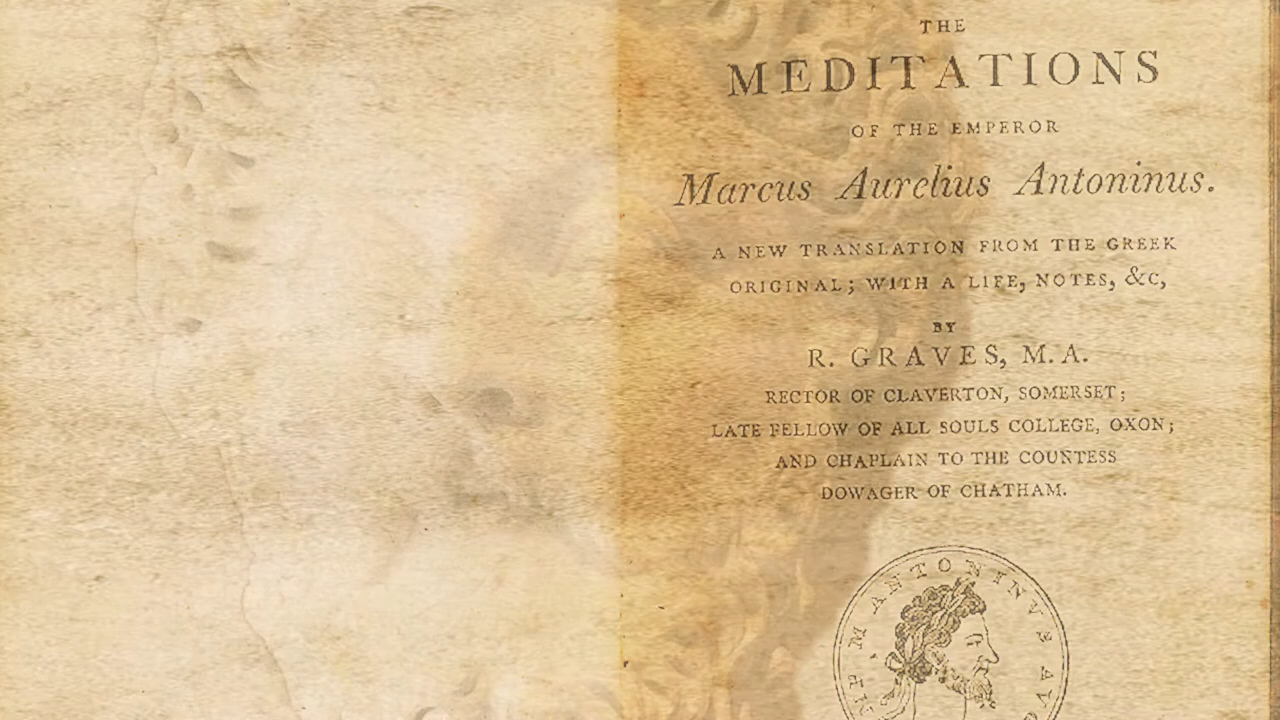 THE
MEDITATIONS
OF THE EMPEROR
Marcus Aurelius Antoninus.
A NEW TRANSLATION FROM THE GREEK
ORIGINAL; WITH A LIFE, NOTES, &c,
BY
R. GRAVES, M.A.
RECTOR OF CLAVERTON, SOMERSET;
LATE FELLOW OF ALL SOULS COLLEGE, OXON;
AND CHAPLAIN TO THE COUNTESS
DOWAGER OF CHATHAM.
M ANTONINVS AVG